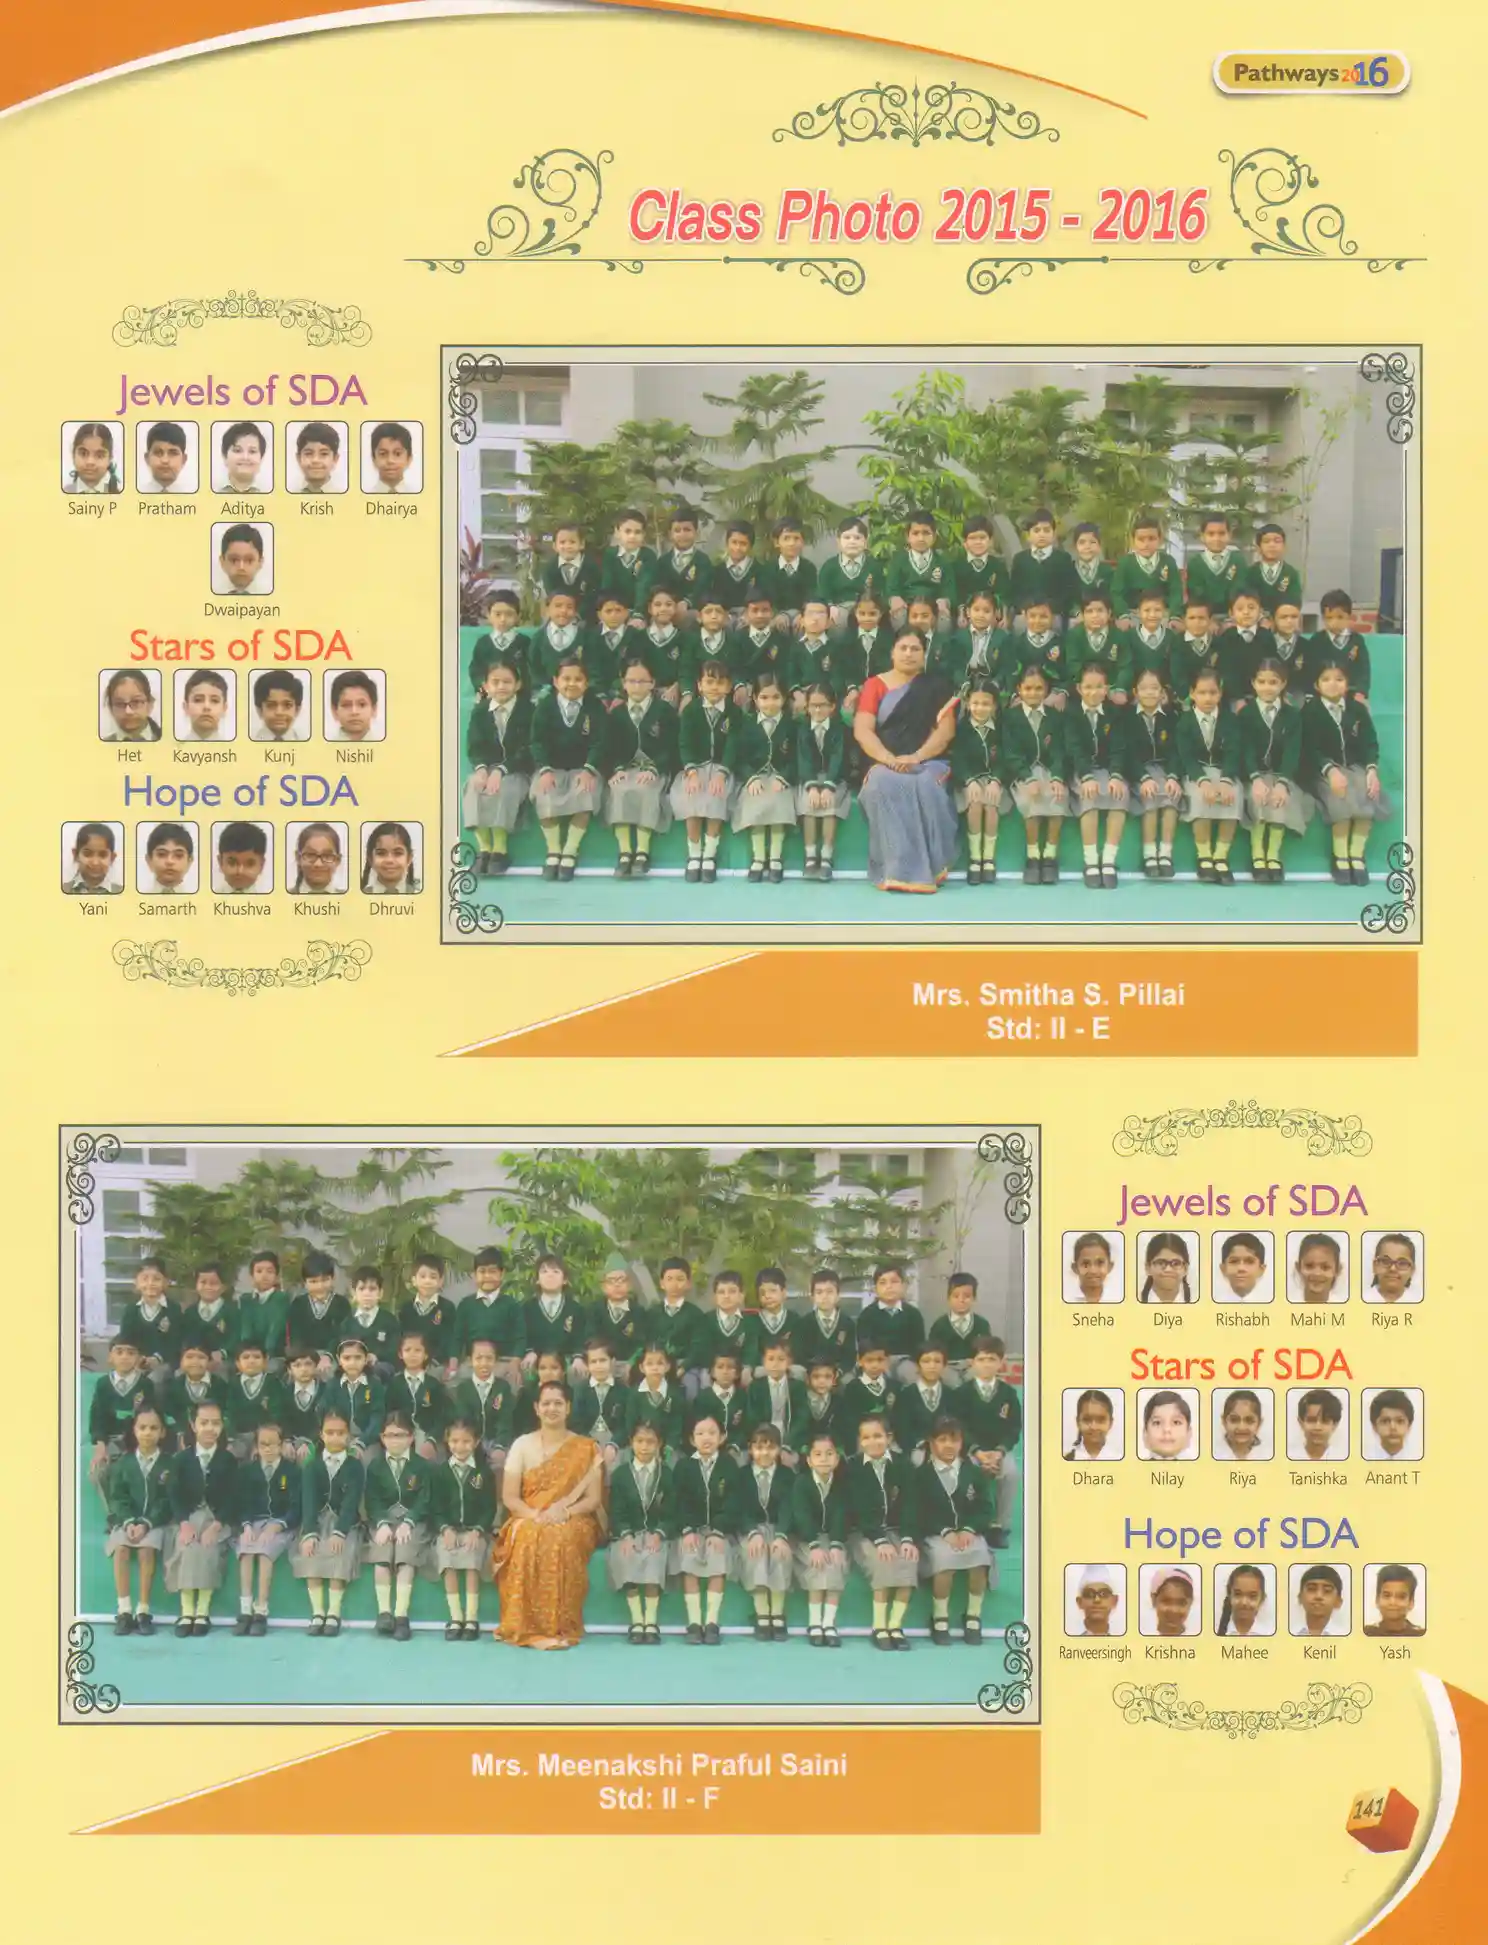 Pathways 2016
Class Photo 2015 - 2016
Jewels of SDA
Sainy P Pratham Aditya Krish Dhairya
Dwaipayan
Stars of SDA
Het Kavyansh Kunj Nishil
Hope of SDA
Yani Samarth Khushva Khushi Dhruvi
Mrs. Smitha S. Pillai
Std: II - E
Jewels of SDA
Sneha Diya Rishabh Mahi M Riya R
Stars of SDA
Dhara Nilay Riya Tanishka Anant T
Hope of SDA
Ranveersingh Krishna Mahee Kenil Yash
Mrs. Meenakshi Praful Saini
Std: II - F
141